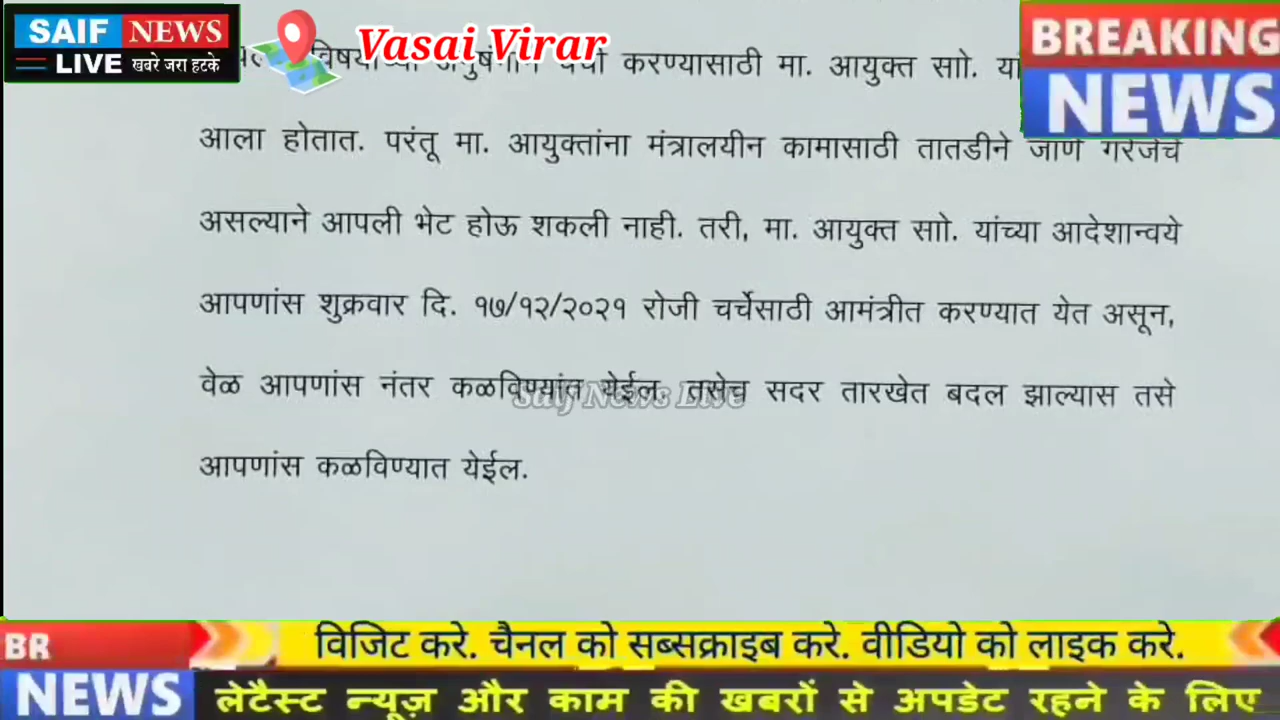 SAIF NEWS
LIVE खबरे जरा हटके
Vasai Virar
BREAKING
NEWS
करण्यासाठी मा. आयुक्त साो.
आला होतात. परंतू मा. आयुक्तांना मंत्रालयीन कामासाठी तातडीने जाणे गरजेचे
असल्याने आपली भेट होऊ शकली नाही. तरी, मा. आयुक्त साो. यांच्या आदेशान्वये
आपणांस शुक्रवार दि. १७/१२/२०२१ रोजी चर्चेसाठी आमंत्रीत करण्यात येत असून,
वेळ आपणांस नंतर कळविण्यांत येईल. तसेच सदर तारखेत बदल झाल्यास तसे
Saif News Live
आपणांस कळविण्यात येईल.
BR
विजिट करे. चैनल को सब्सक्राइब करे. वीडियो को लाइक करे.
NEWS
लेटैस्ट न्यूज़ और काम की खबरों से अपडेट रहने के लिए